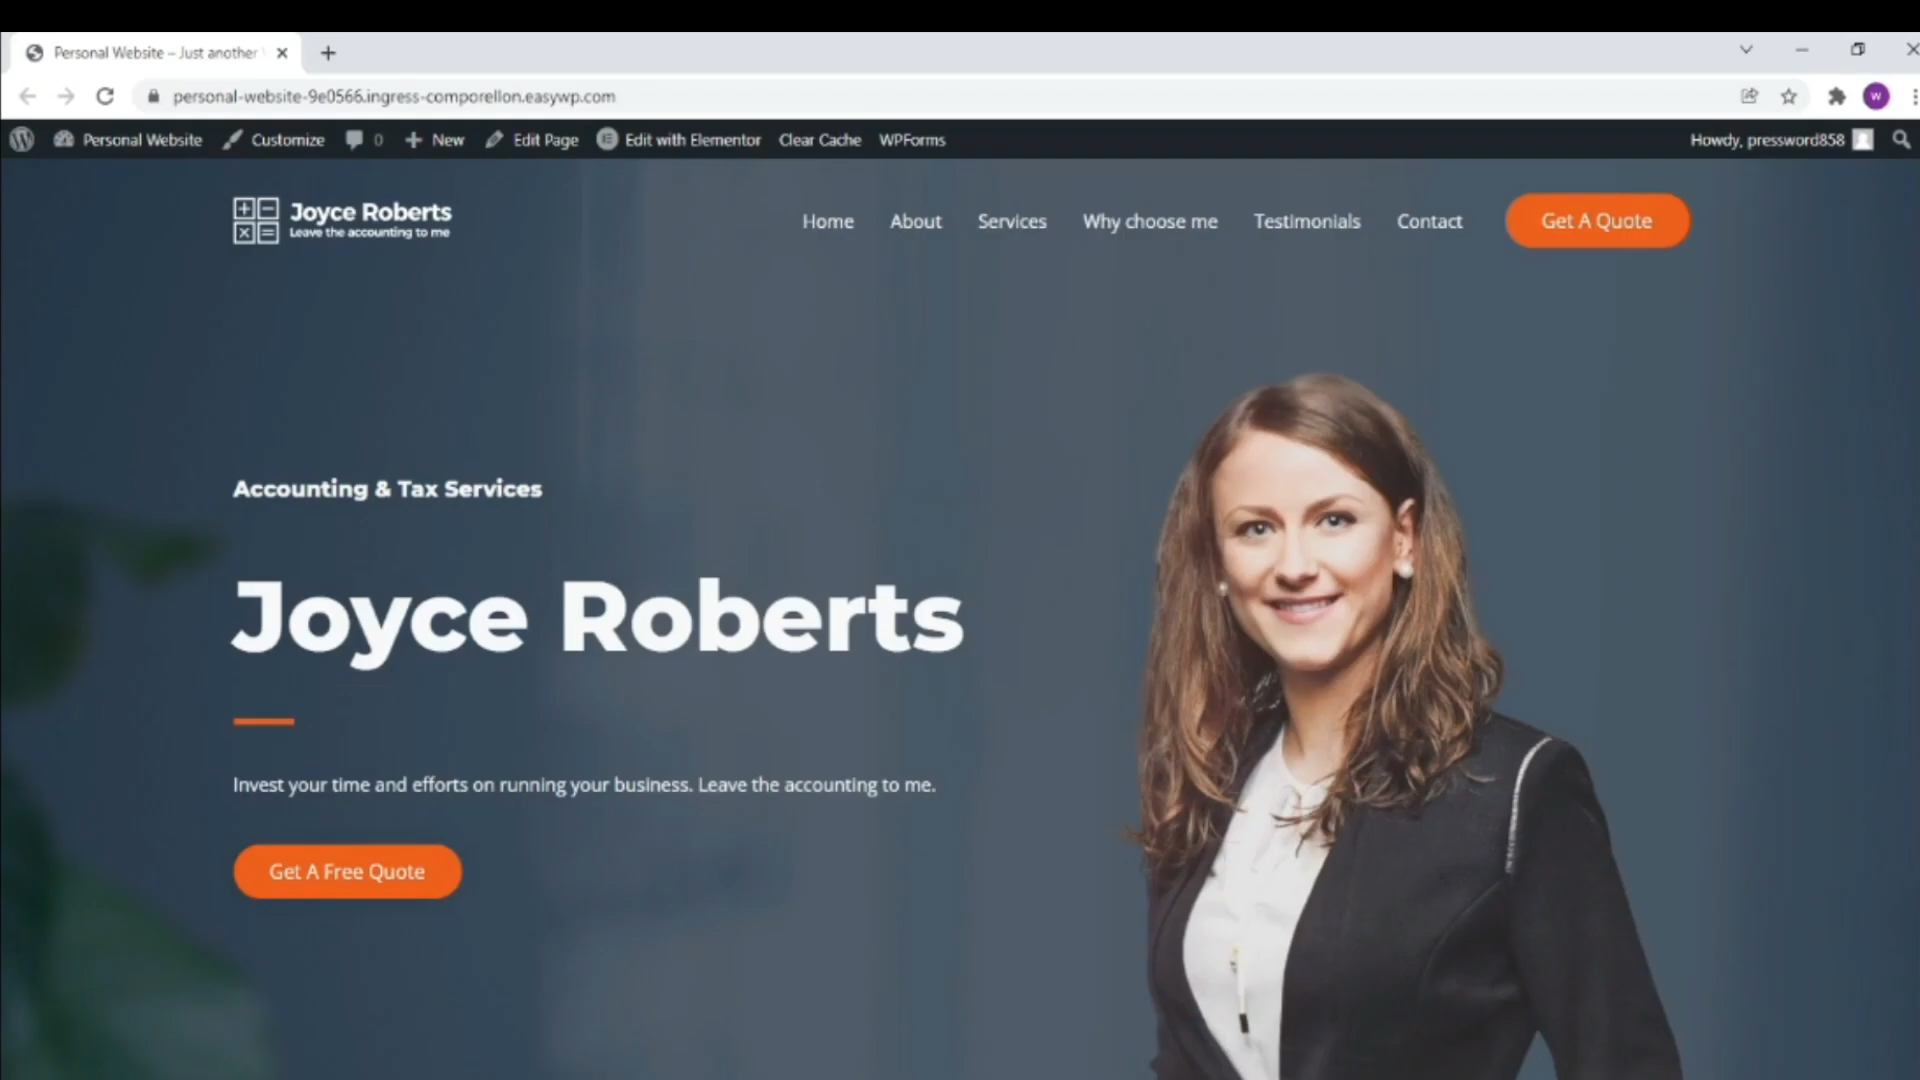 Personal Website – Just another
personal-website-9e0566.ingress-comporellon.easywp.com
w
Personal Website Customize 0 New Edit Page Edit with Elementor Clear Cache WPForms Howdy, pressword858
Joyce Roberts
Leave the accounting to me
Home About Services Why choose me Testimonials Contact Get A Quote
Accounting & Tax Services
Joyce Roberts
Invest your time and efforts on running your business. Leave the accounting to me.
Get A Free Quote